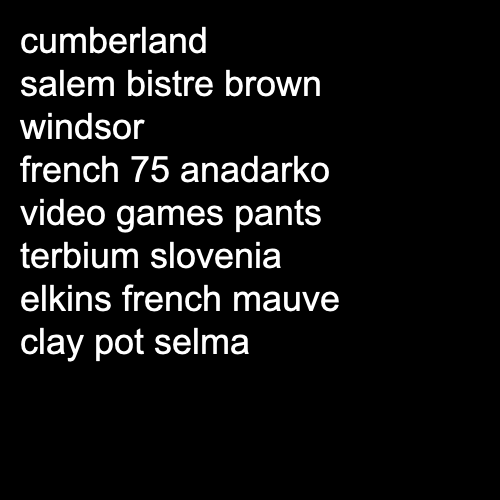 cumberland
salem bistre brown
windsor
french 75 anadarko
video games pants
terbium slovenia
elkins french mauve
clay pot selma